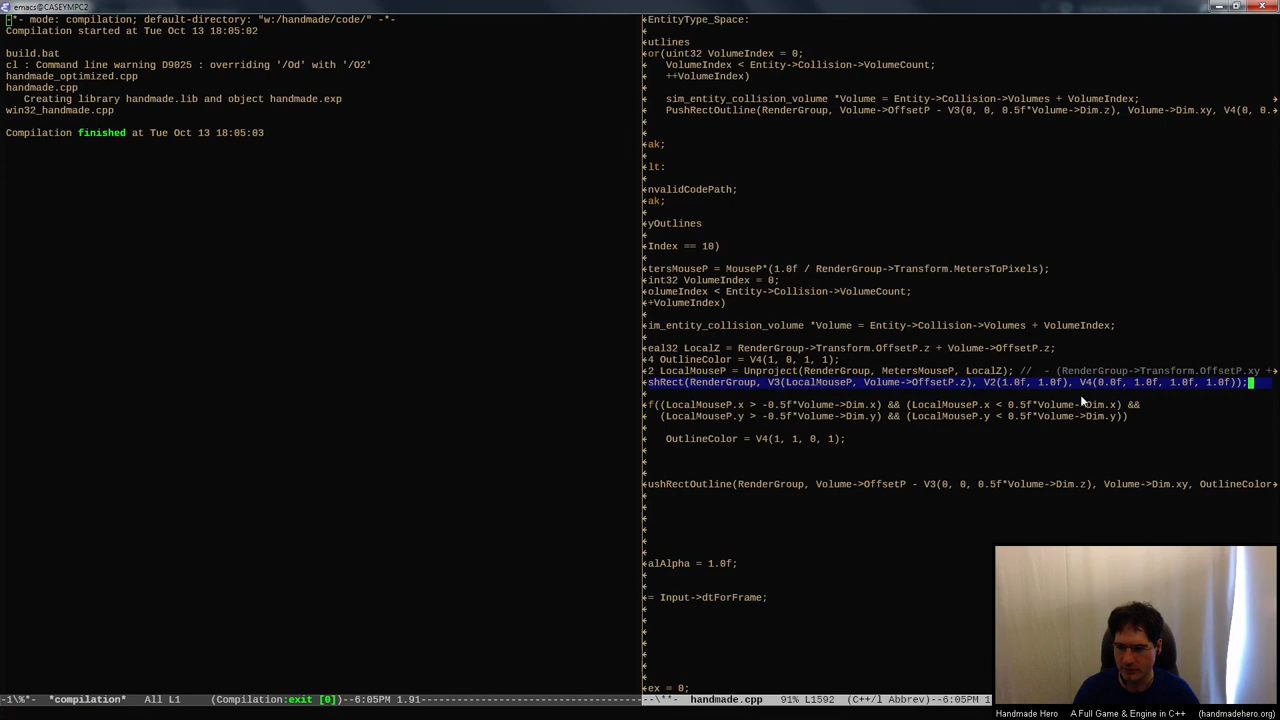 emacs@CASEYMPC2
-*- mode: compilation; default-directory: "w:/handmade/code/" -*-
Compilation started at Tue Oct 13 18:05:02
build.bat
cl : Command line warning D9025 : overriding '/Od' with '/O2'
handmade_optimized.cpp
handmade.cpp
Creating library handmade.lib and object handmade.exp
win32_handmade.cpp
Compilation finished at Tue Oct 13 18:05:03
EntityType_Space:
utlines
or(uint32 VolumeIndex = 0;
VolumeIndex < Entity->Collision->VolumeCount;
++VolumeIndex)
sim_entity_collision_volume *Volume = Entity->Collision->Volumes + VolumeIndex;
PushRectOutline(RenderGroup, Volume->OffsetP - V3(0, 0, 0.5f*Volume->Dim.z), Volume->Dim.xy, V4(0, 0.
ak;
lt:
nvalidCodePath;
ak;
yOutlines
Index == 10)
tersMouseP = MouseP*(1.0f / RenderGroup->Transform.MetersToPixels);
int32 VolumeIndex = 0;
olumeIndex < Entity->Collision->VolumeCount;
+VolumeIndex)
im_entity_collision_volume *Volume = Entity->Collision->Volumes + VolumeIndex;
eal32 LocalZ = RenderGroup->Transform.OffsetP.z + Volume->OffsetP.z;
4 OutlineColor = V4(1, 0, 1, 1);
2 LocalMouseP = Unproject(RenderGroup, MetersMouseP, LocalZ); //  - (RenderGroup->Transform.OffsetP.xy +
shRect(RenderGroup, V3(LocalMouseP, Volume->OffsetP.z), V2(1.0f, 1.0f), V4(0.0f, 1.0f, 1.0f, 1.0f));
f((LocalMouseP.x > -0.5f*Volume->Dim.x) && (LocalMouseP.x < 0.5f*Volume->Dim.x) &&
(LocalMouseP.y > -0.5f*Volume->Dim.y) && (LocalMouseP.y < 0.5f*Volume->Dim.y))
OutlineColor = V4(1, 1, 0, 1);
ushRectOutline(RenderGroup, Volume->OffsetP - V3(0, 0, 0.5f*Volume->Dim.z), Volume->Dim.xy, OutlineColor
alAlpha = 1.0f;
= Input->dtForFrame;
ex = 0;
-1\%*- *compilation* All L1 (Compilation:exit [0])--6:05PM 1.91
--\**- handmade.cpp 91% L1592 (C++/l Abbrev)--6:05PM 1
Handmade Hero A Full Game & Engine in C++ (handmadehero.org)